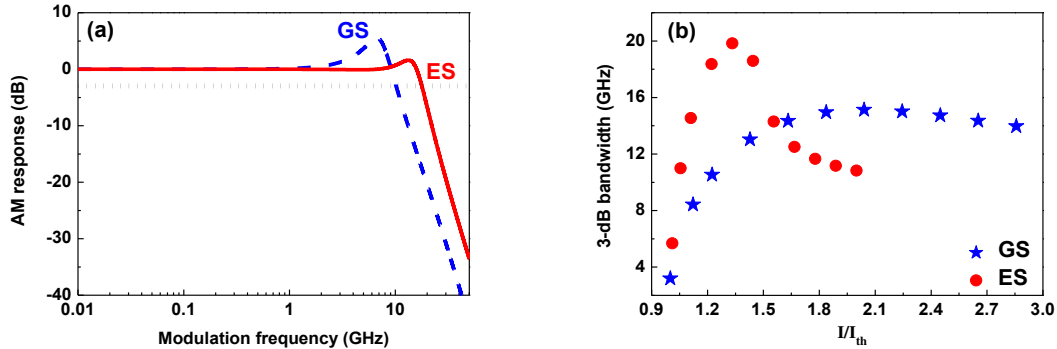 (a)
GS
ES
10
0
-10
-20
-30
-40
0.01
0.1
1
10
AM response (dB)
Modulation frequency (GHz)
(b)
20
16
12
8
4
0.9
1.2
1.5
1.8
2.1
2.4
2.7
3.0
3-dB bandwidth (GHz)
GS
ES
I/I_th